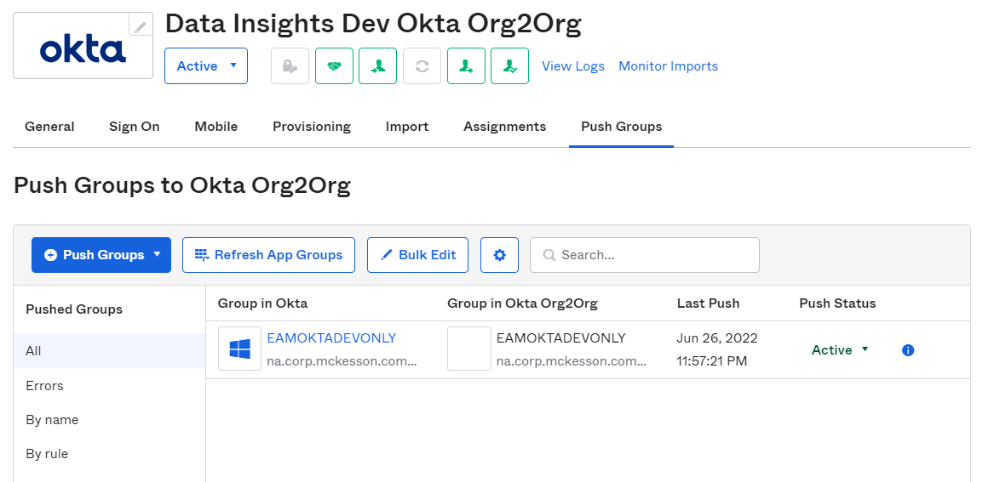 okta
Data Insights Dev Okta Org2Org
Active
View Logs Monitor Imports
General Sign On Mobile Provisioning Import Assignments Push Groups
Push Groups to Okta Org2Org
Push Groups Refresh App Groups Bulk Edit Search...
Pushed Groups
All
Errors
By name
By rule
Group in Okta Group in Okta Org2Org Last Push Push Status
EAMOKTADEVONLY EAMOKTADEVONLY Jun 26, 2022 Active
na.corp.mckesson.com... na.corp.mckesson.com... 11:57:21 PM